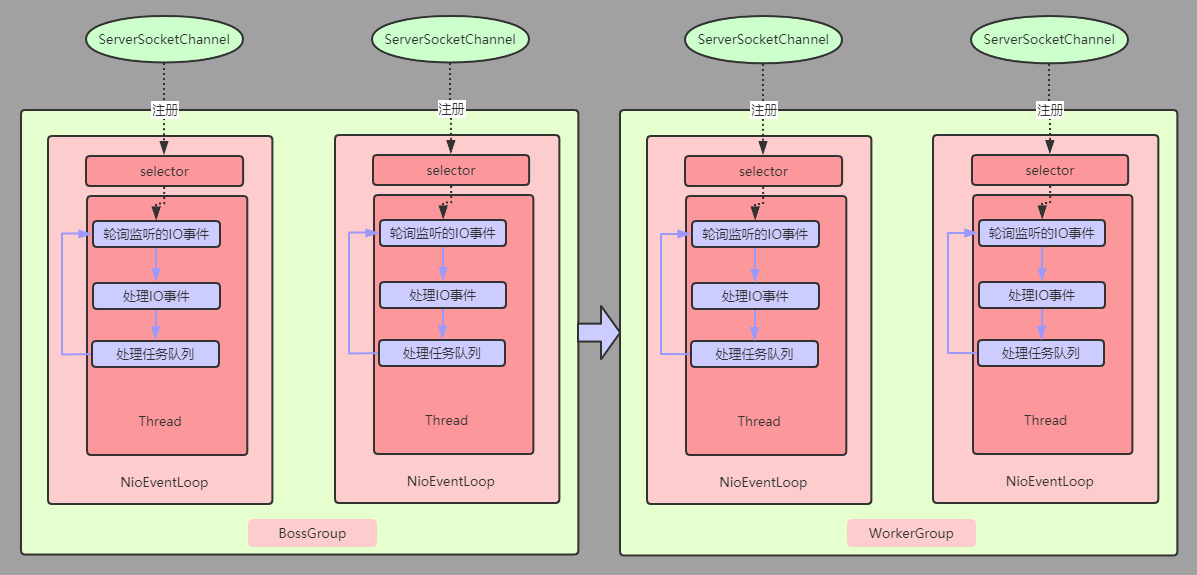 ServerSocketChannel
ServerSocketChannel
ServerSocketChannel
ServerSocketChannel
注册
注册
注册
注册
selector
selector
selector
selector
轮询监听的IO事件
轮询监听的IO事件
轮询监听的IO事件
轮询监听的IO事件
处理IO事件
处理IO事件
处理IO事件
处理IO事件
处理任务队列
处理任务队列
处理任务队列
处理任务队列
Thread
Thread
Thread
Thread
NioEventLoop
NioEventLoop
NioEventLoop
NioEventLoop
BossGroup
WorkerGroup